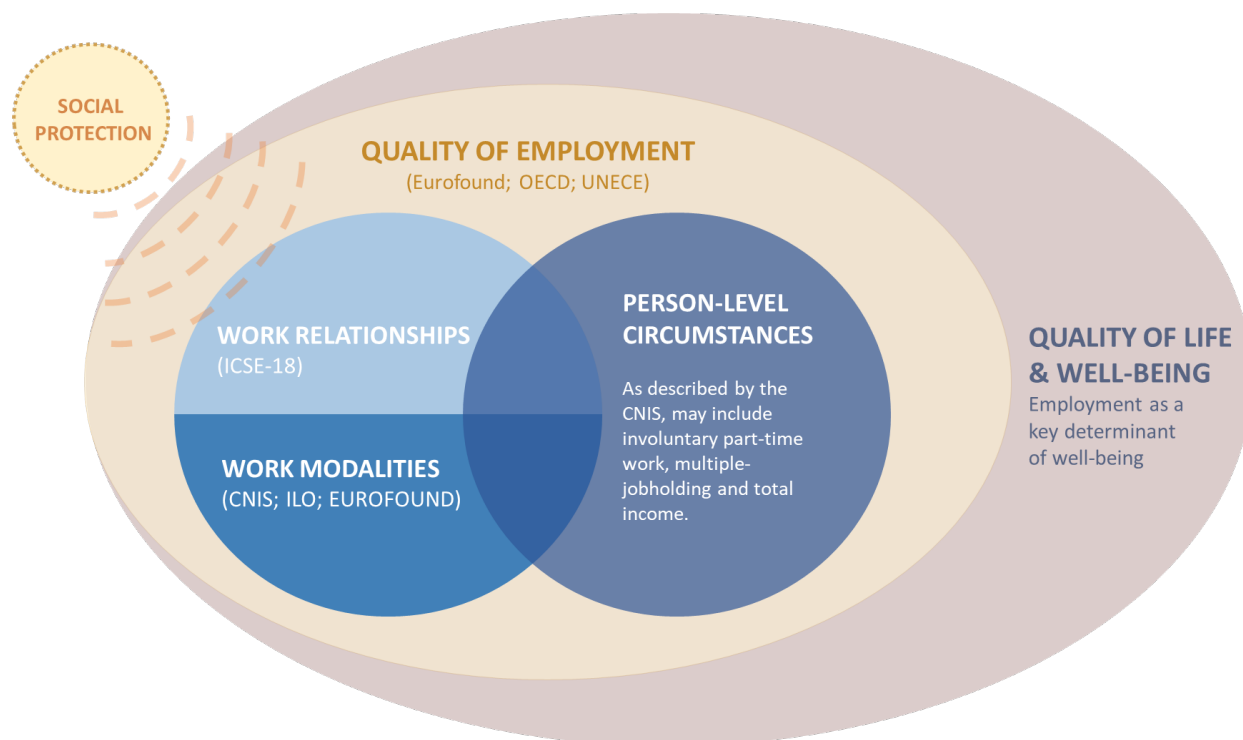 SOCIAL
PROTECTION
QUALITY OF EMPLOYMENT
(Eurofound; OECD; UNECE)
WORK RELATIONSHIPS
(ICSE-18)
WORK MODALITIES
(CNIS; ILO; EUROFOUND)
PERSON-LEVEL
CIRCUMSTANCES
As described by the
CNIS, may include
involuntary part-time
work, multiple-
jobholding and total
income.
QUALITY OF LIFE
& WELL-BEING
Employment as a
key determinant
of well-being